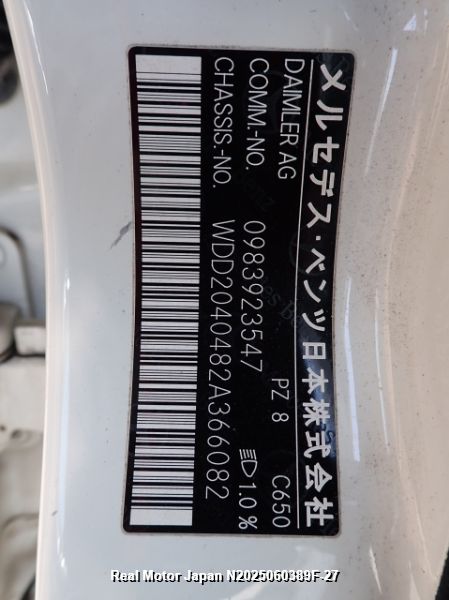 メルセデス・ベンツ日本株式会社
DAIMLER AG C650
COMM.-NO. 0983923547 PZ 8
CHASSIS.-NO. WDD2040482A366082 1.0%
Real Motor Japan N2025060389F-27